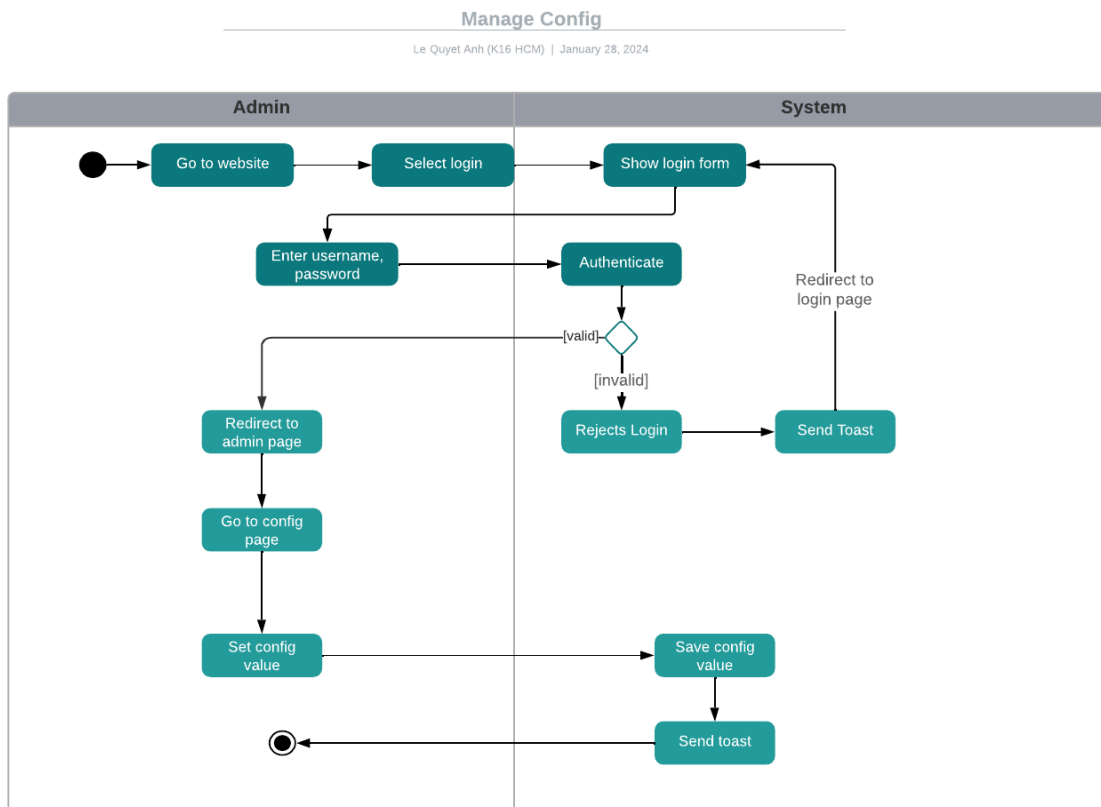 Manage Config
Le Quyet Anh (K16 HCM) | January 28, 2024
Admin
System
Go to website
Select login
Show login form
Enter username,
password
Authenticate
Redirect to
login page
[valid]
[invalid]
Redirect to
admin page
Rejects Login
Send Toast
Go to config
page
Set config
value
Save config
value
Send toast